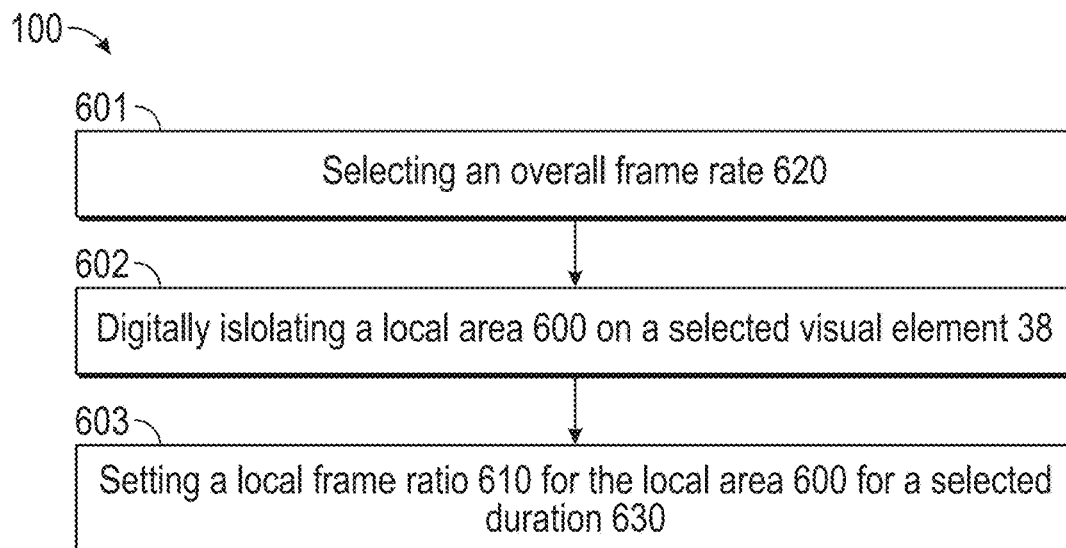 100
601
Selecting an overall frame rate 620
602
Digitally islolating a local area 600 on a selected visual element 38
603
Setting a local frame ratio 610 for the local area 600 for a selected
duration 630